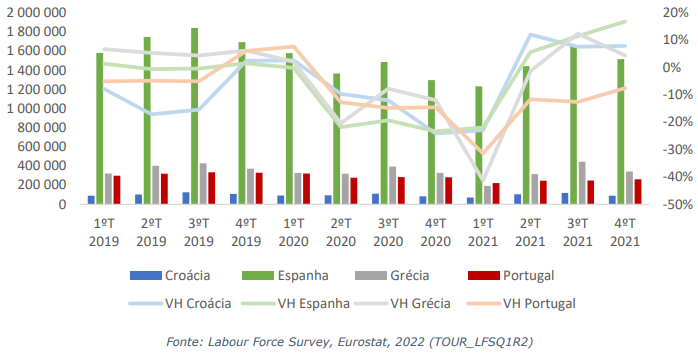 2 000 000
1 800 000
1 600 000
1 400 000
1 200 000
1 000 000
800 000
600 000
400 000
200 000
0
20%
10%
0%
-10%
-20%
-30%
-40%
-50%
1ºT 2ºT 3ºT 4ºT 1ºT 2ºT 3ºT 4ºT 1ºT 2ºT 3ºT 4ºT
2019 2019 2019 2019 2020 2020 2020 2020 2021 2021 2021 2021
Croácia Espanha Grécia Portugal
VH Croácia VH Espanha VH Grécia VH Portugal
Fonte: Labour Force Survey, Eurostat, 2022 (TOUR_LFSQ1R2)